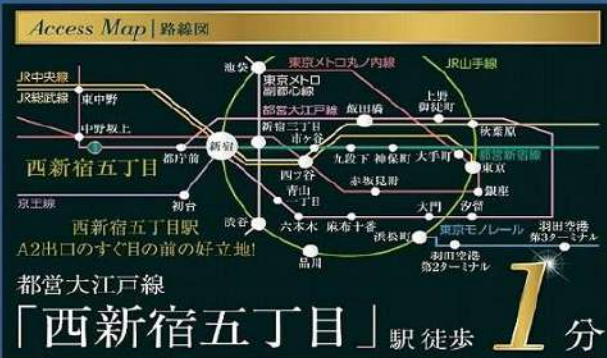 Access Map | 路線図
池袋
東京メトロ丸ノ内線
JR山手線
JR中央線
JR総武線
東中野
東京メトロ
副都心線
都営大江戸線
飯田橋
上野
御徒町
秋葉原
中野坂上
新宿三丁目
市ヶ谷
新宿
都庁前
西新宿五丁目
四ツ谷
九段下
神保町
大手町
都営新宿線
東京
赤坂見附
銀座
京王線
初台
青山
一丁目
西新宿五丁目駅
A2出口のすぐ目の前の好立地!
渋谷
六本木
麻布十番
大門
汐留
浜松町
東京モノレール
羽田空港
第3ターミナル
品川
羽田空港
第2ターミナル
都営大江戸線
「西新宿五丁目」駅 徒歩1分